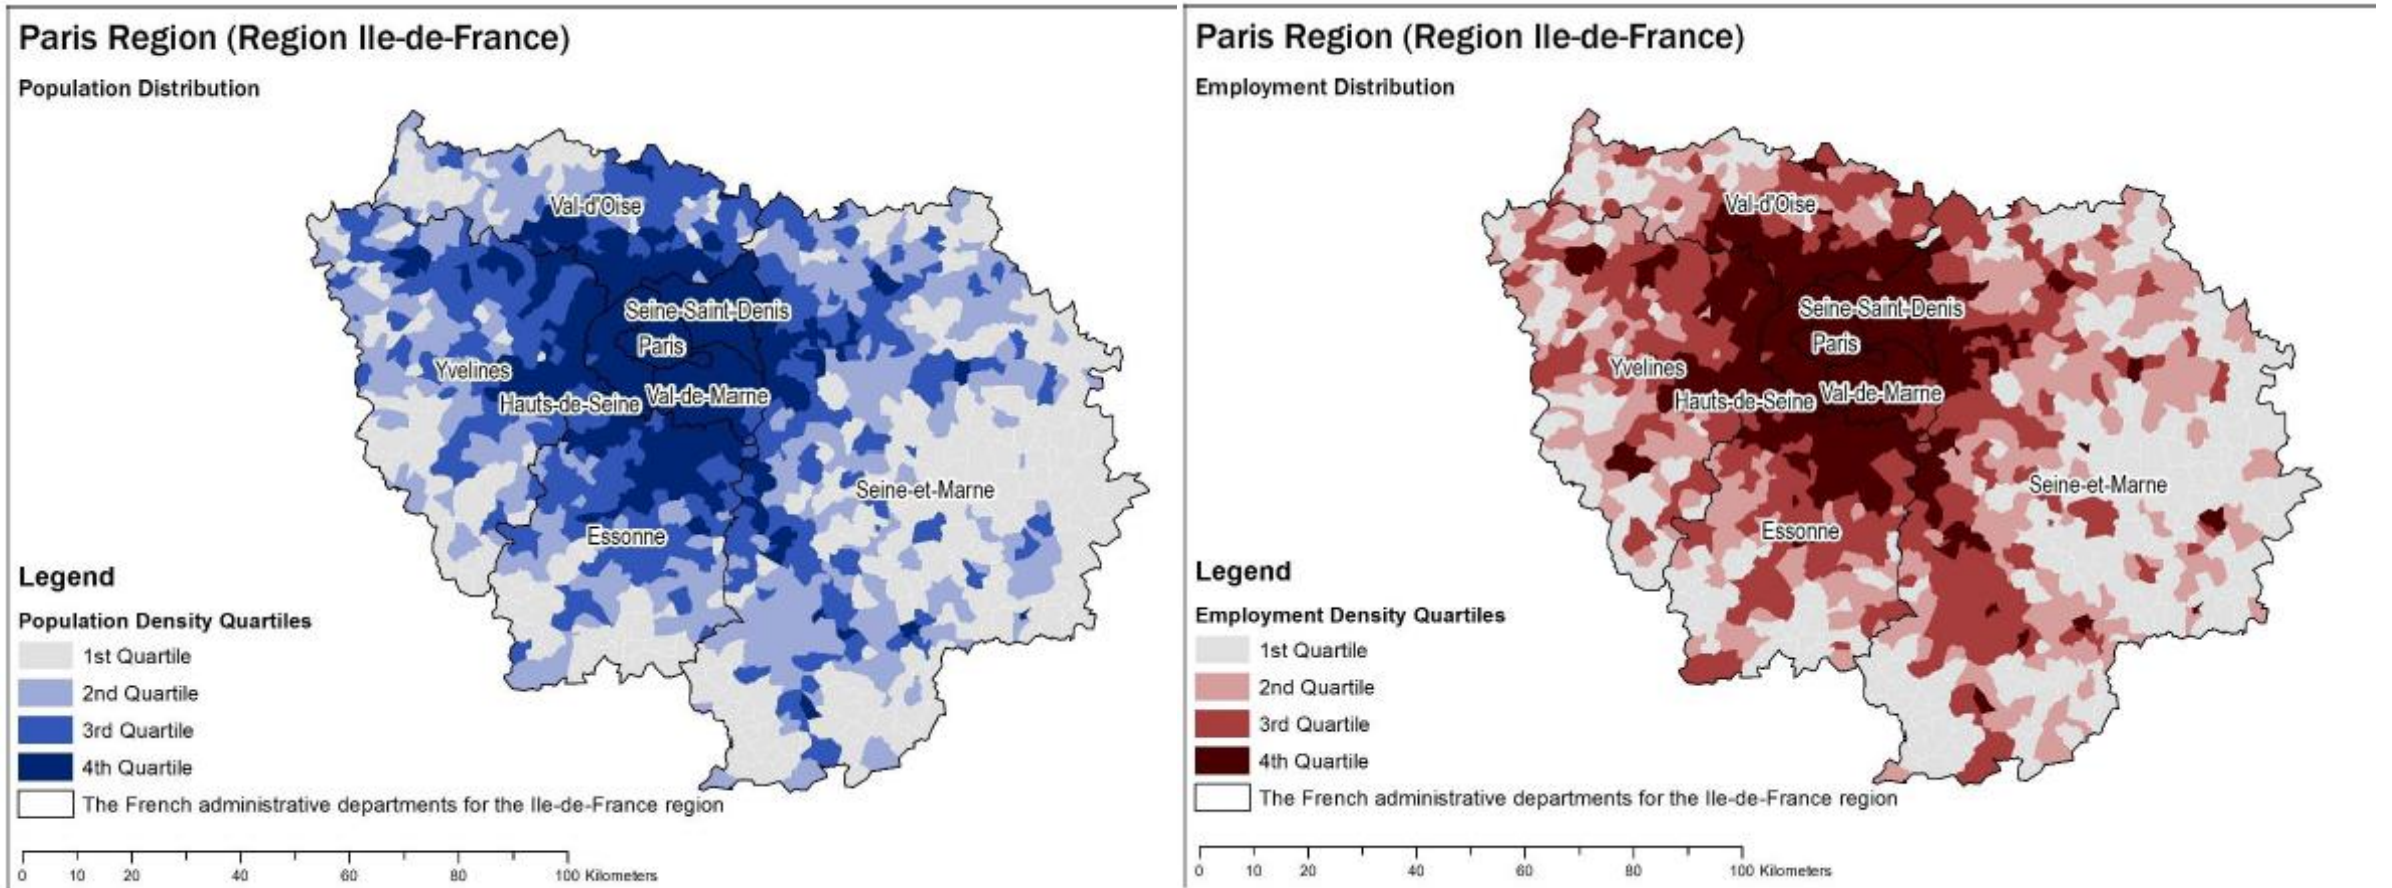 Paris Region (Region Ile-de-France)
Population Distribution
Val-d'Oise
Seine-Saint-Denis
Paris
Yvelines
Hauts-de-Seine
Val-de-Marne
Seine-et-Marne
Essonne
Legend
Population Density Quartiles
1st Quartile
2nd Quartile
3rd Quartile
4th Quartile
The French administrative departments for the Ile-de-France region
0 10 20 40 60 80 100 Kilometers
Paris Region (Region Ile-de-France)
Employment Distribution
Val-d'Oise
Seine-Saint-Denis
Paris
Yvelines
Hauts-de-Seine
Val-de-Marne
Seine-et-Marne
Essonne
Legend
Employment Density Quartiles
1st Quartile
2nd Quartile
3rd Quartile
4th Quartile
The French administrative departments for the Ile-de-France region
0 10 20 40 60 80 100 Kilometers